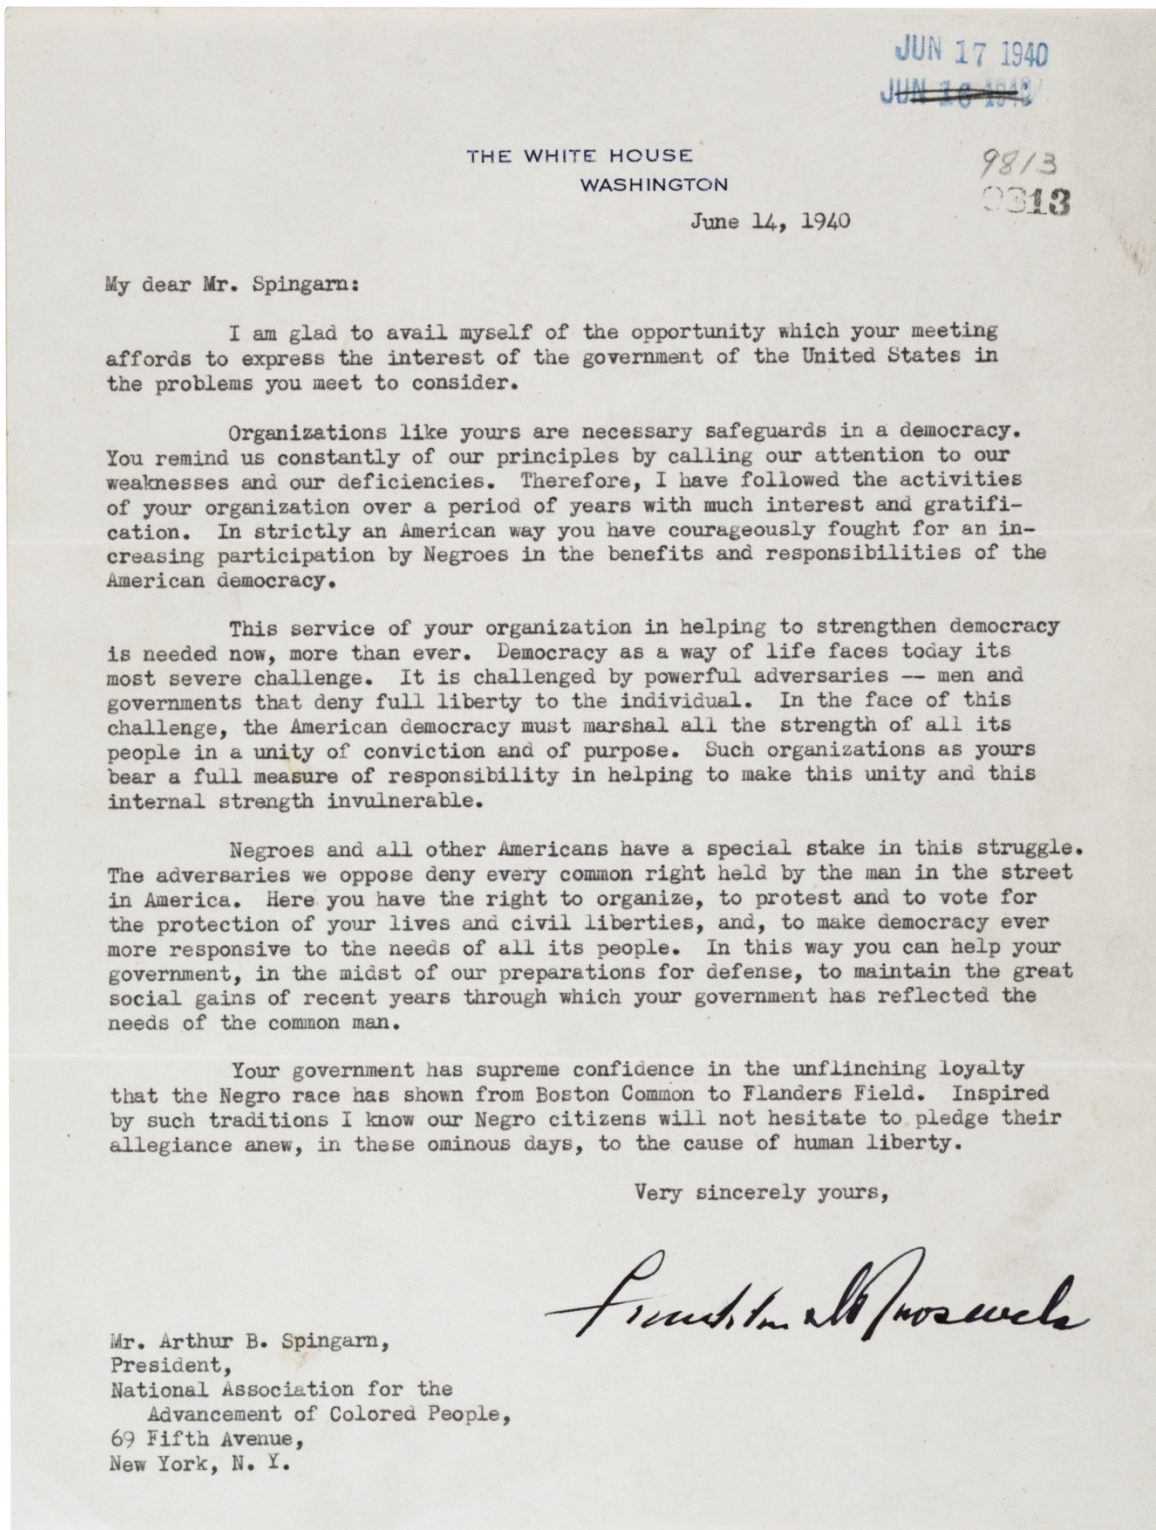 JUN 17 1940
JUN 16 1940
THE WHITE HOUSE
WASHINGTON
9813
13
June 14, 1940
My dear Mr. Spingarn:
I am glad to avail myself of the opportunity which your meeting
affords to express the interest of the government of the United States in
the problems you meet to consider.
Organizations like yours are necessary safeguards in a democracy.
You remind us constantly of our principles by calling our attention to our
weaknesses and our deficiencies. Therefore, I have followed the activities
of your organization over a period of years with much interest and gratifi-
cation. In strictly an American way you have courageously fought for an in-
creasing participation by Negroes in the benefits and responsibilities of the
American democracy.
This service of your organization in helping to strengthen democracy
is needed now, more than ever. Democracy as a way of life faces today its
most severe challenge. It is challenged by powerful adversaries -- men and
governments that deny full liberty to the individual. In the face of this
challenge, the American democracy must marshal all the strength of all its
people in a unity of conviction and of purpose. Such organizations as yours
bear a full measure of responsibility in helping to make this unity and this
internal strength invulnerable.
Negroes and all other Americans have a special stake in this struggle.
The adversaries we oppose deny every common right held by the man in the street
in America. Here you have the right to organize, to protest and to vote for
the protection of your lives and civil liberties, and, to make democracy ever
more responsive to the needs of all its people. In this way you can help your
government, in the midst of our preparations for defense, to maintain the great
social gains of recent years through which your government has reflected the
needs of the common man.
Your government has supreme confidence in the unflinching loyalty
that the Negro race has shown from Boston Common to Flanders Field. Inspired
by such traditions I know our Negro citizens will not hesitate to pledge their
allegiance anew, in these ominous days, to the cause of human liberty.
Very sincerely yours,
Franklin D Roosevelt
Mr. Arthur B. Spingarn,
President,
National Association for the
Advancement of Colored People,
69 Fifth Avenue,
New York, N. Y.